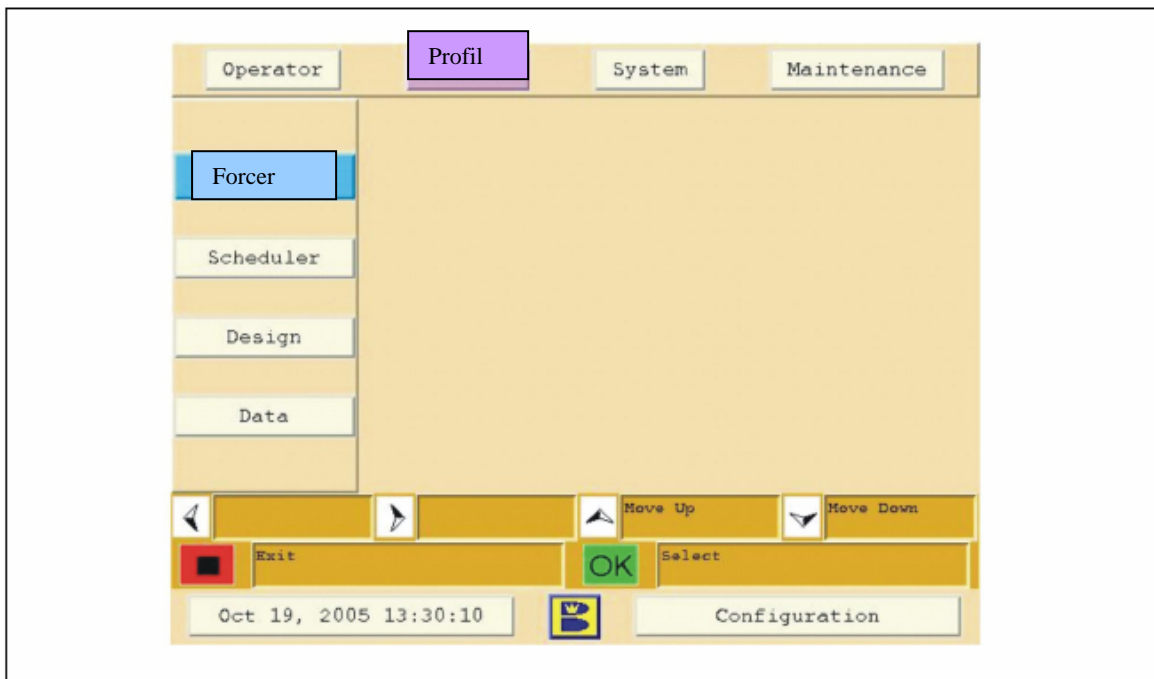 Operator Profil System Maintenance
Forcer
Scheduler
Design
Data
Move Up Move Down
Exit OK Select
Oct 19, 2005 13:30:10 Configuration